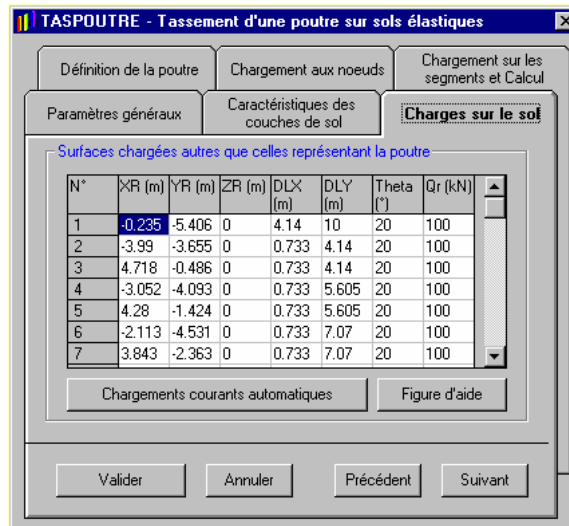 TASPOUTRE - Tassement d'une poutre sur sols élastiques
Définition de la poutre
Chargement aux noeuds
Chargement sur les
segments et Calcul
Paramètres généraux
Caractéristiques des
couches de sol
Charges sur le sol
Surfaces chargées autres que celles représentant la poutre
N° XR (m) YR (m) ZR (m) DLX (m) DLY (m) Theta (°) Qr (kN)
1 -0.235 -5.406 0 4.14 10 20 100
2 -3.99 -3.655 0 0.733 4.14 20 100
3 4.718 -0.486 0 0.733 4.14 20 100
4 -3.052 -4.093 0 0.733 5.605 20 100
5 4.28 -1.424 0 0.733 5.605 20 100
6 -2.113 -4.531 0 0.733 7.07 20 100
7 3.843 -2.363 0 0.733 7.07 20 100
Chargements courants automatiques
Figure d'aide
Valider
Annuler
Précédent
Suivant